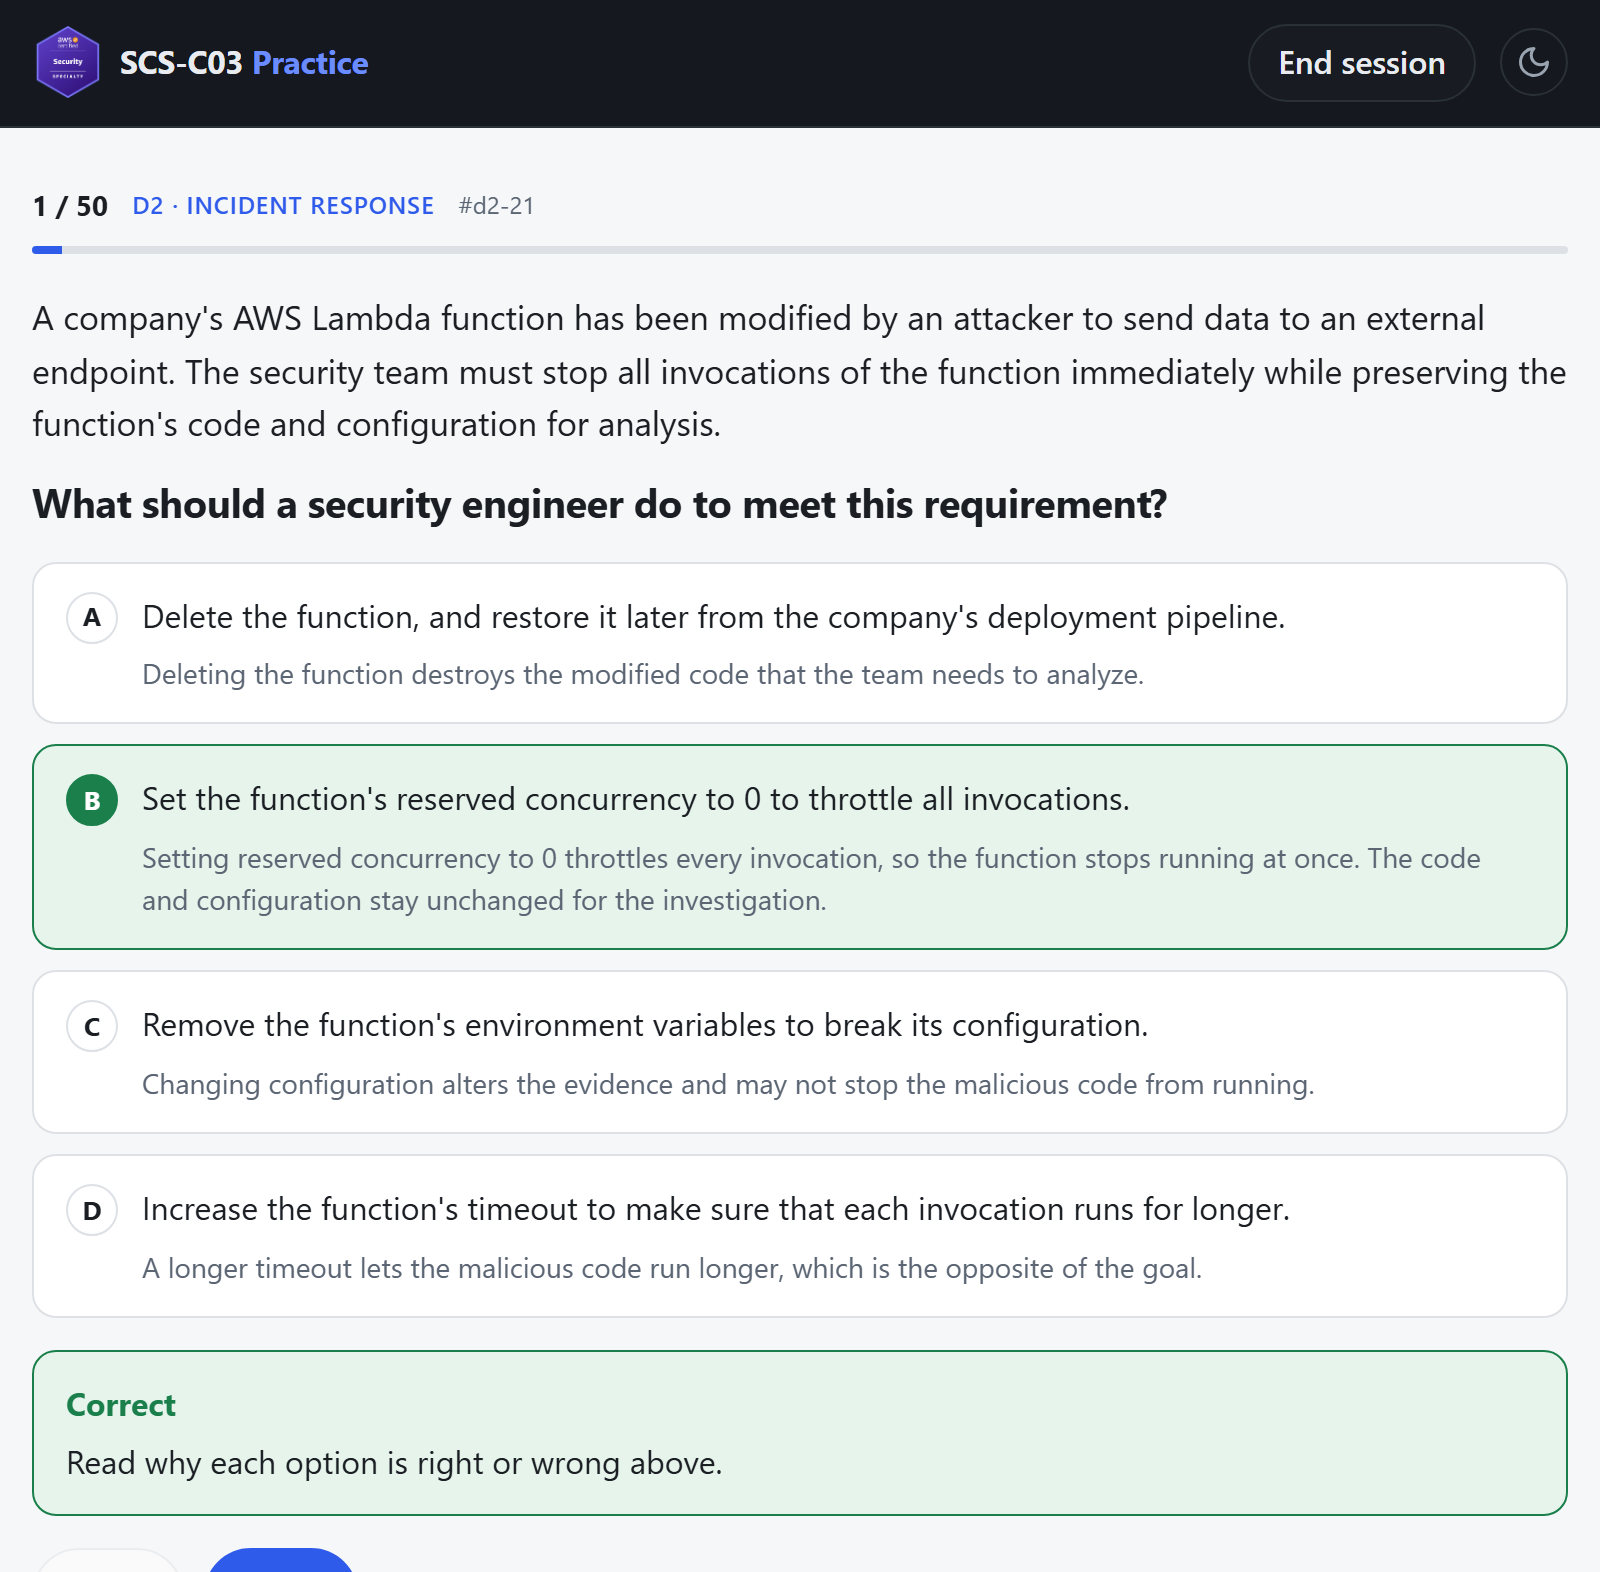 aws
certified
Security
SPECIALTY
SCS-C03 Practice
End session
1 / 50 D2 · INCIDENT RESPONSE #d2-21
A company's AWS Lambda function has been modified by an attacker to send data to an external
endpoint. The security team must stop all invocations of the function immediately while preserving the
function's code and configuration for analysis.
What should a security engineer do to meet this requirement?
A Delete the function, and restore it later from the company's deployment pipeline.
Deleting the function destroys the modified code that the team needs to analyze.
B Set the function's reserved concurrency to 0 to throttle all invocations.
Setting reserved concurrency to 0 throttles every invocation, so the function stops running at once. The code
and configuration stay unchanged for the investigation.
C Remove the function's environment variables to break its configuration.
Changing configuration alters the evidence and may not stop the malicious code from running.
D Increase the function's timeout to make sure that each invocation runs for longer.
A longer timeout lets the malicious code run longer, which is the opposite of the goal.
Correct
Read why each option is right or wrong above.